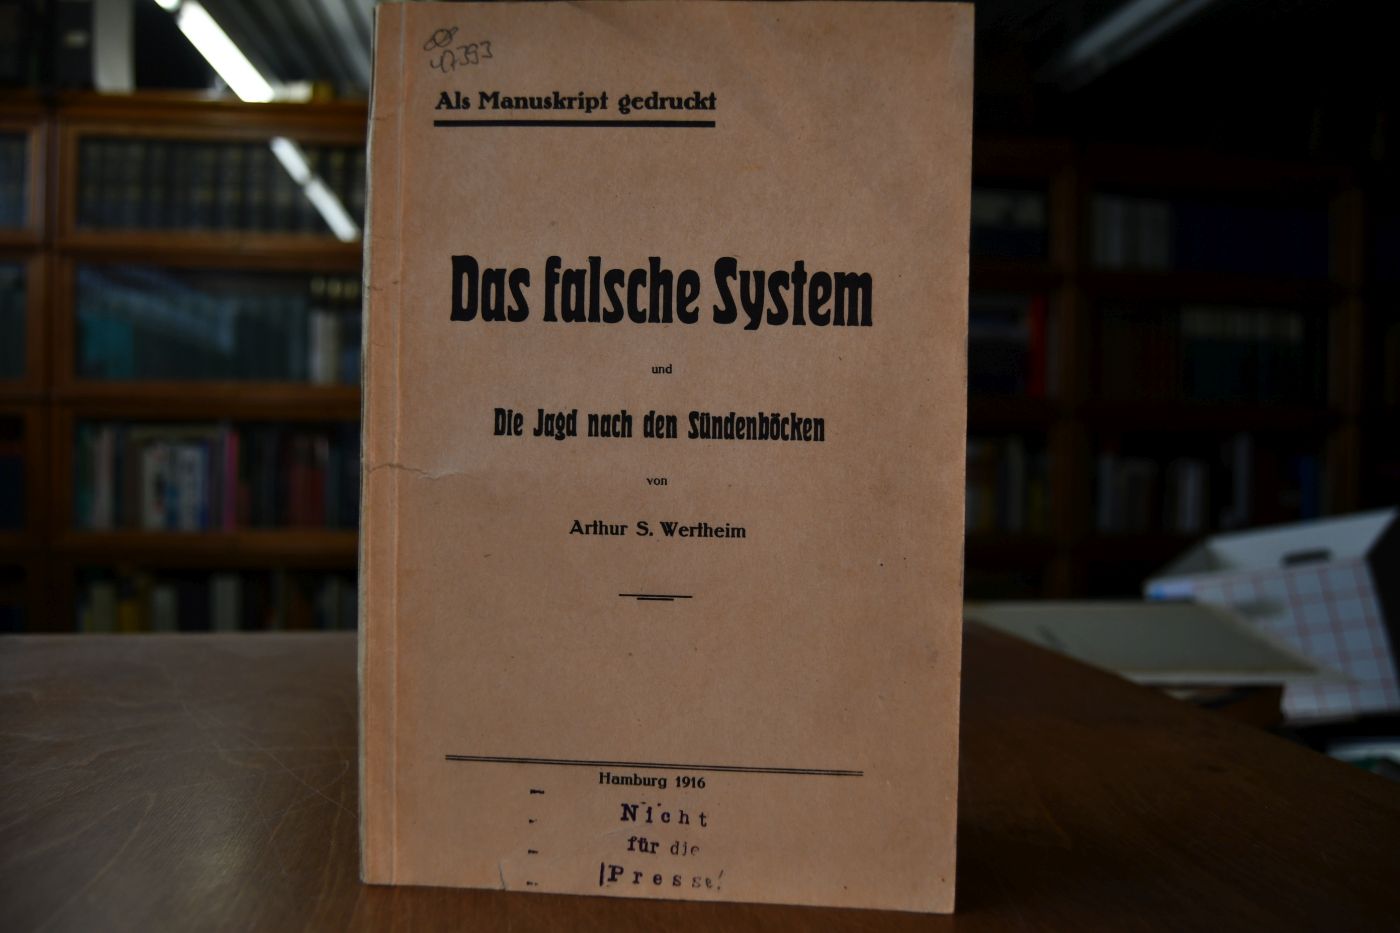 47393
Als Manuskript gedruckt
Das falsche System
und
Die Jagd nach den Sündenböcken
von
Arthur S. Wertheim
Hamburg 1916
Nicht
für die
Presse!